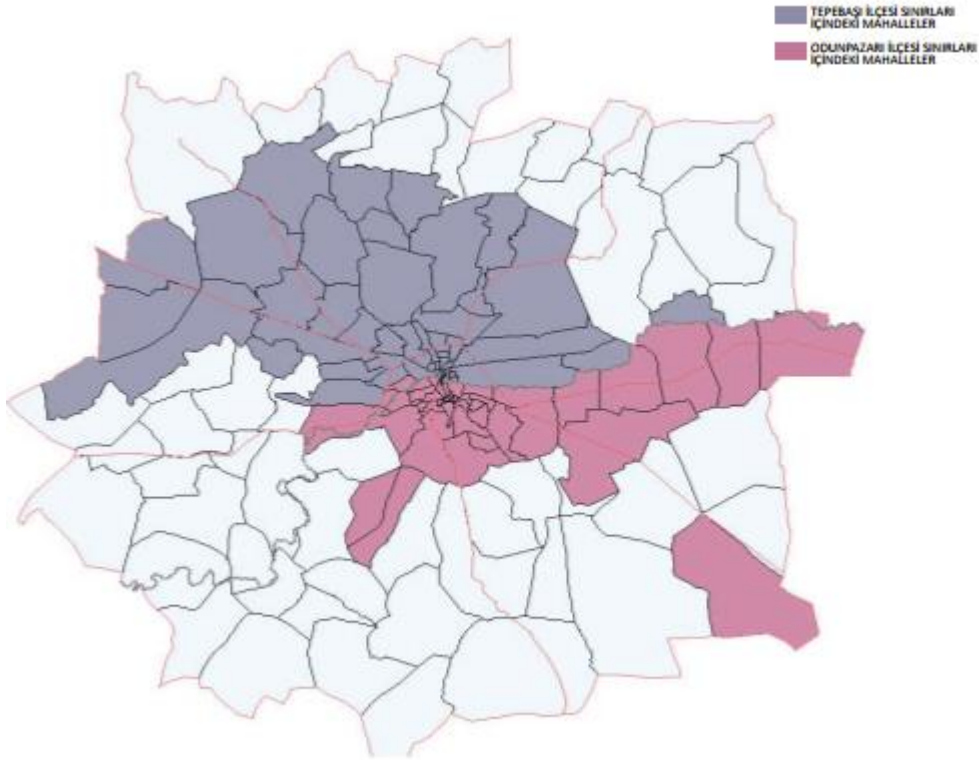 TEPEBAŞI İLÇESİ SINIRLARI
İÇİNDEKİ MAHALLELER
ODUNPAZARI İLÇESİ SINIRLARI
İÇİNDEKİ MAHALLELER